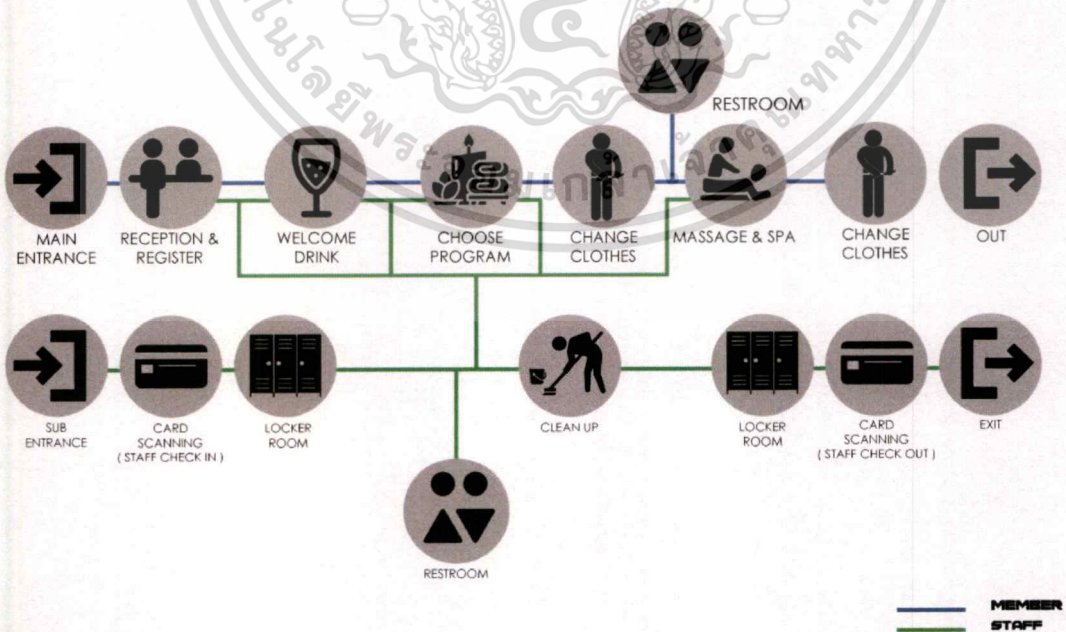 RESTROOM
MAIN
ENTRANCE
RECEPTION &
REGISTER
WELCOME
DRINK
CHOOSE
PROGRAM
CHANGE
CLOTHES
MASSAGE & SPA
CHANGE
CLOTHES
OUT
SUB
ENTRANCE
CARD
SCANNING
( STAFF CHECK IN )
LOCKER
ROOM
CLEAN UP
LOCKER
ROOM
CARD
SCANNING
( STAFF CHECK OUT )
EXIT
RESTROOM
MEMBER
STAFF